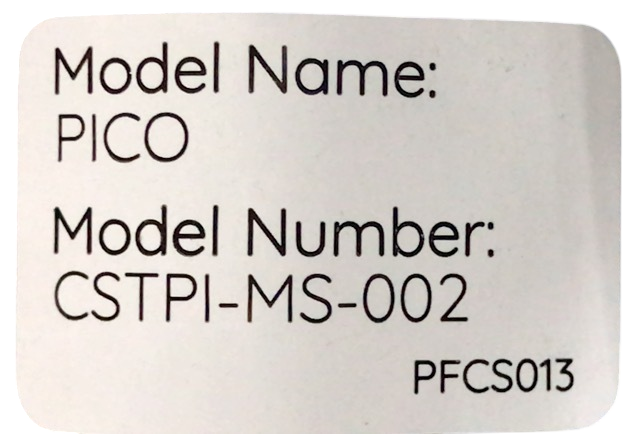 Model Name:
PICO
Model Number:
CSTPI-MS-002
PFCS013